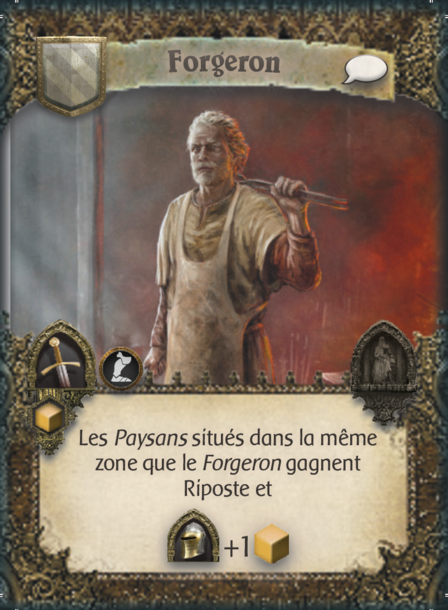 Forgeron
Les Paysans situés dans la même
zone que le Forgeron gagnent
Riposte et
+1